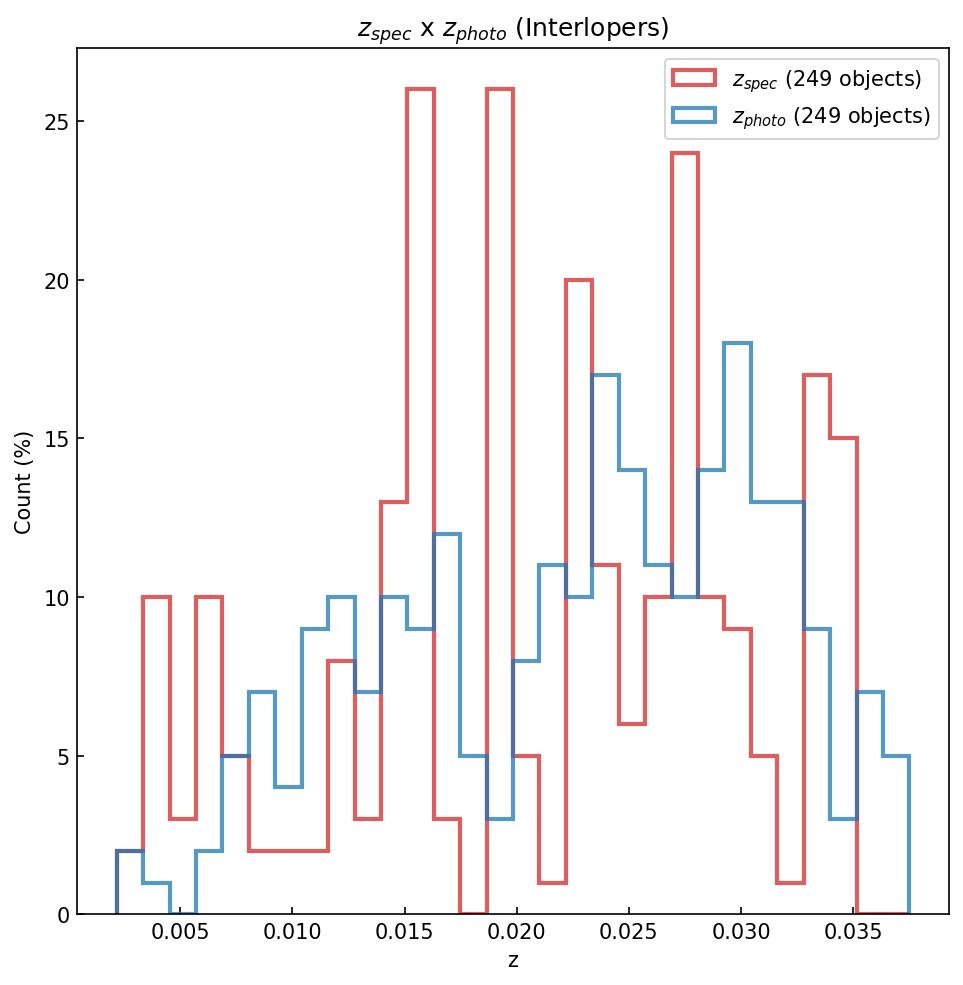 z_spec x z_photo (Interlopers)
z_spec (249 objects)
z_photo (249 objects)
Count (%)
25
20
15
10
5
0
0.005 0.010 0.015 0.020 0.025 0.030 0.035
z